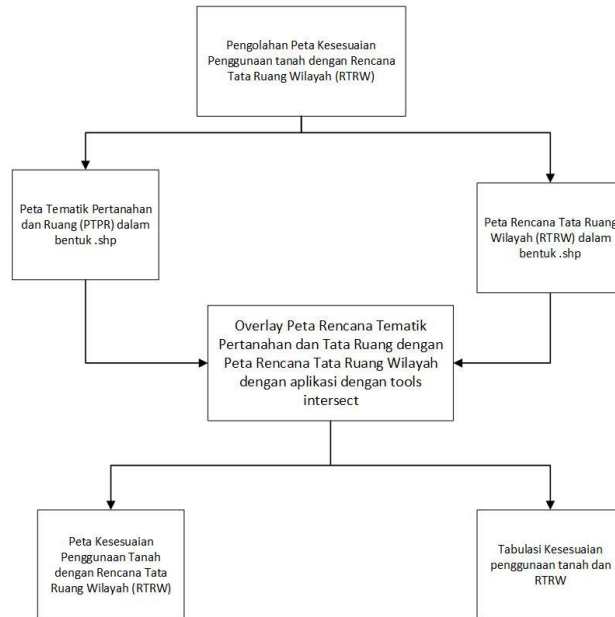 Pengolahan Peta Kesesuaian
Penggunaan tanah dengan Rencana
Tata Ruang Wilayah (RTRW)
Peta Tematik Pertanahan
dan Ruang (PTPR) dalam
bentuk .shp
Peta Rencana Tata Ruang
Wilayah (RTRW) dalam
bentuk .shp
Overlay Peta Rencana Tematik
Pertanahan dan Tata Ruang dengan
Peta Rencana Tata Ruang Wilayah
dengan aplikasi dengan tools
intersect
Peta Kesesuaian
Penggunaan Tanah
dengan Rencana Tata
Ruang Wilayah (RTRW)
Tabulasi Kesesuaian
penggunaan tanah dan
RTRW